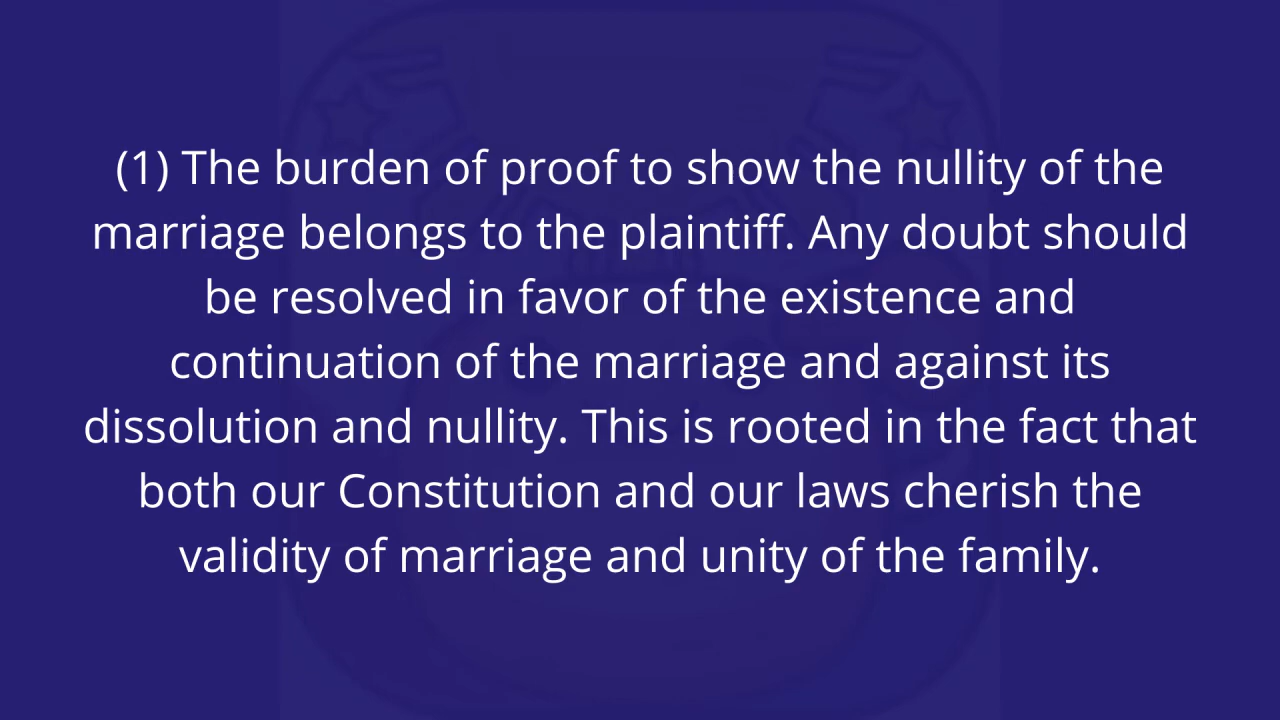 (1) The burden of proof to show the nullity of the
marriage belongs to the plaintiff. Any doubt should
be resolved in favor of the existence and
continuation of the marriage and against its
dissolution and nullity. This is rooted in the fact that
both our Constitution and our laws cherish the
validity of marriage and unity of the family.